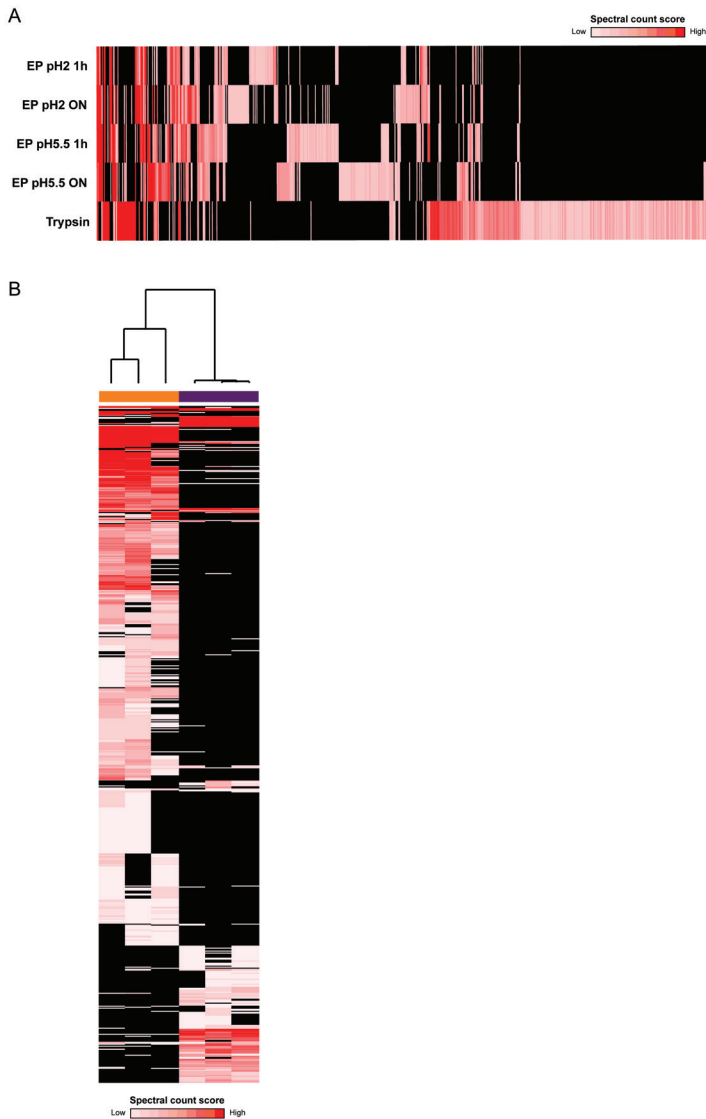 A
Spectral count score
Low High
EP pH2 1h
EP pH2 ON
EP pH5.5 1h
EP pH5.5 ON
Trypsin
B
Spectral count score
Low High